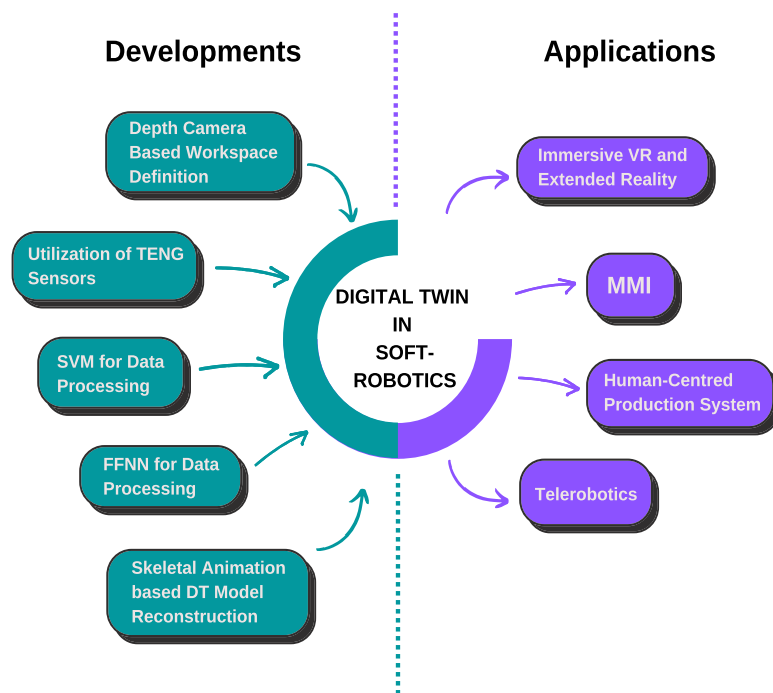 Developments
Depth Camera
Based Workspace
Definition
Utilization of TENG
Sensors
SVM for Data
Processing
FFNN for Data
Processing
Skeletal Animation
based DT Model
Reconstruction
DIGITAL TWIN
IN
SOFT-
ROBOTICS
Applications
Immersive VR and
Extended Reality
MMI
Human-Centred
Production System
Telerobotics